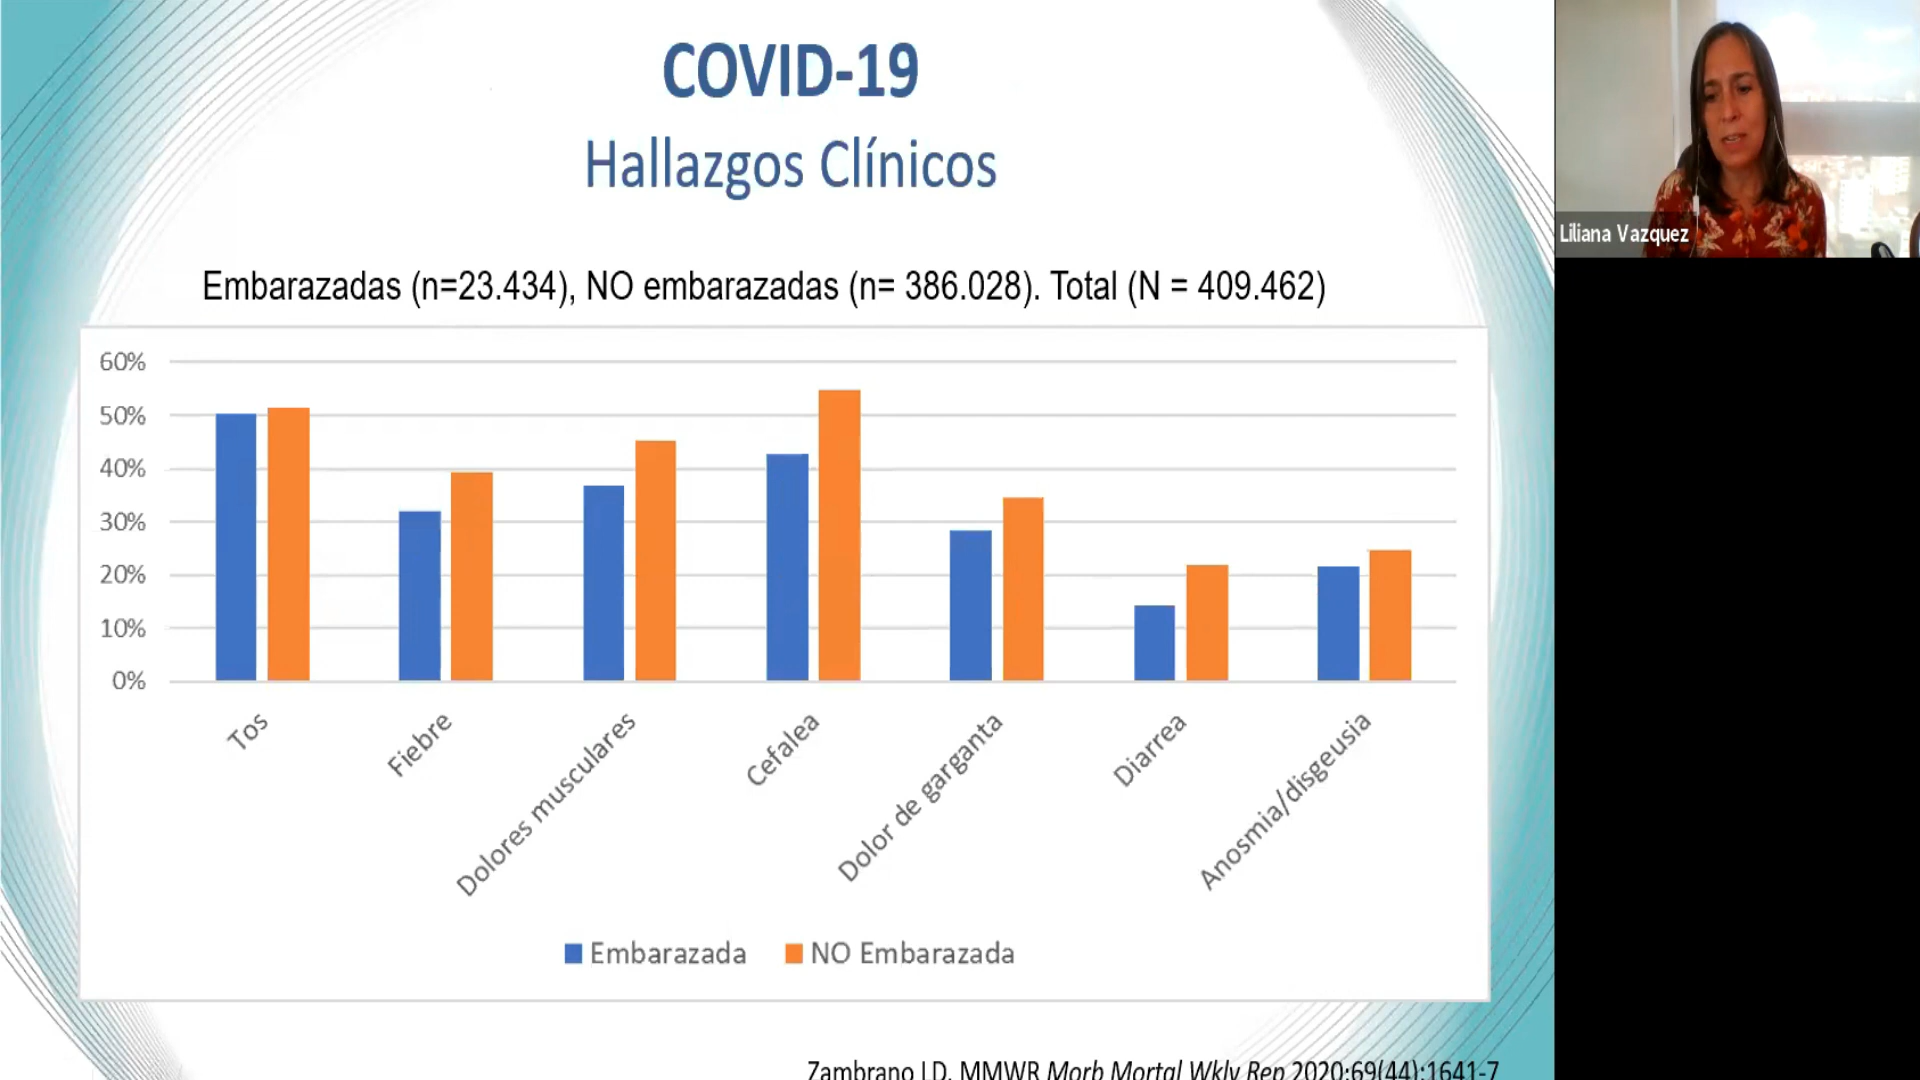 COVID-19
Hallazgos Clínicos
Embarazadas (n=23.434), NO embarazadas (n= 386.028). Total (N = 409.462)
60%
50%
40%
30%
20%
10%
0%
Tos
Fiebre
Dolores musculares
Cefalea
Dolor de garganta
Diarrea
Anosmia/disgeusia
Embarazada
NO Embarazada
Zambrano LD. MMWR Morb Mortal Wkly Rep 2020;69(44):1641-7
Liliana Vazquez